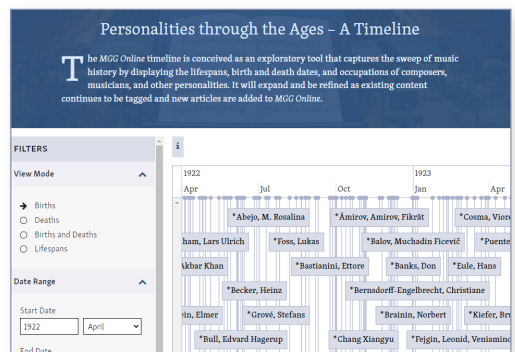 Personalities through the Ages – A Timeline
The MGG Online timeline is conceived as an exploratory tool that captures the sweep of music
history by displaying the lifespans, birth and death dates, and occupations of composers,
musicians, and other personalities. It will expand and be refined as existing content
continues to be tagged and new articles are added to MGG Online.
FILTERS
i
View Mode
1922
1923
Apr
Jul
Oct
Jan
Apr
Births
Deaths
Births and Deaths
Lifespans
*Abejo, M. Rosalina
*Āmirov, Amirov, Fikrāt
*Cosma, Vior
ham, Lars Ulrich
*Foss, Lukas
*Balov, Muchadin Ficevič
*Puente
Akbar Khan
*Bastianini, Ettore
*Banks, Don
*Eule, Hans
Date Range
*Becker, Heinz
*Bernsdorff-Engelbrecht, Christiane
Start Date
1922
April
ein, Elmer
*Grové, Stefans
*Brainin, Norbert
*Kiefer, Bru
*Bull, Edvard Hagerup
*Chang Xiangyu
*Fejgin, Leonid, Veniamino
End Date